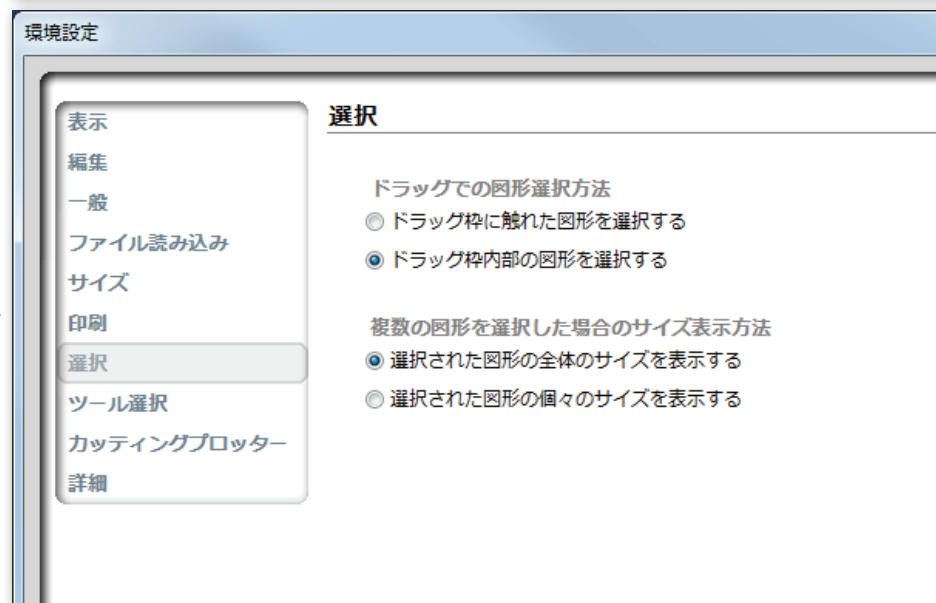 環境設定
表示
編集
一般
ファイル読み込み
サイズ
印刷
選択
ツール選択
カッティングプロッター
詳細
選択
ドラッグでの図形選択方法
ドラッグ枠に触れた図形を選択する
ドラッグ枠内部の図形を選択する
複数の図形を選択した場合のサイズ表示方法
選択された図形の全体のサイズを表示する
選択された図形の個々のサイズを表示する